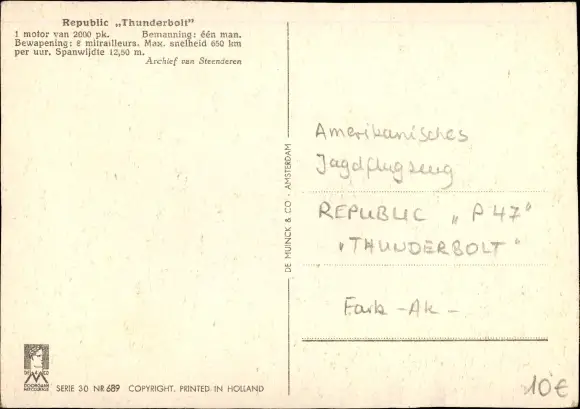 Republic „Thunderbolt"
1 motor van 2000 pk. Bemanning: één man.
Bewapening: 8 mitrailleurs. Max. snelheid 650 km
per uur. Spanwijdte 12,50 m.
Archief van Steenderen
DE MUINCK & CO - AMSTERDAM
Amerikanisches
Jagdflugzeug
REPUBLIC „P 47"
„THUNDERBOLT"
Farb - Ak -
SERIE 30 NR 689 COPYRIGHT. PRINTED IN HOLLAND
10€